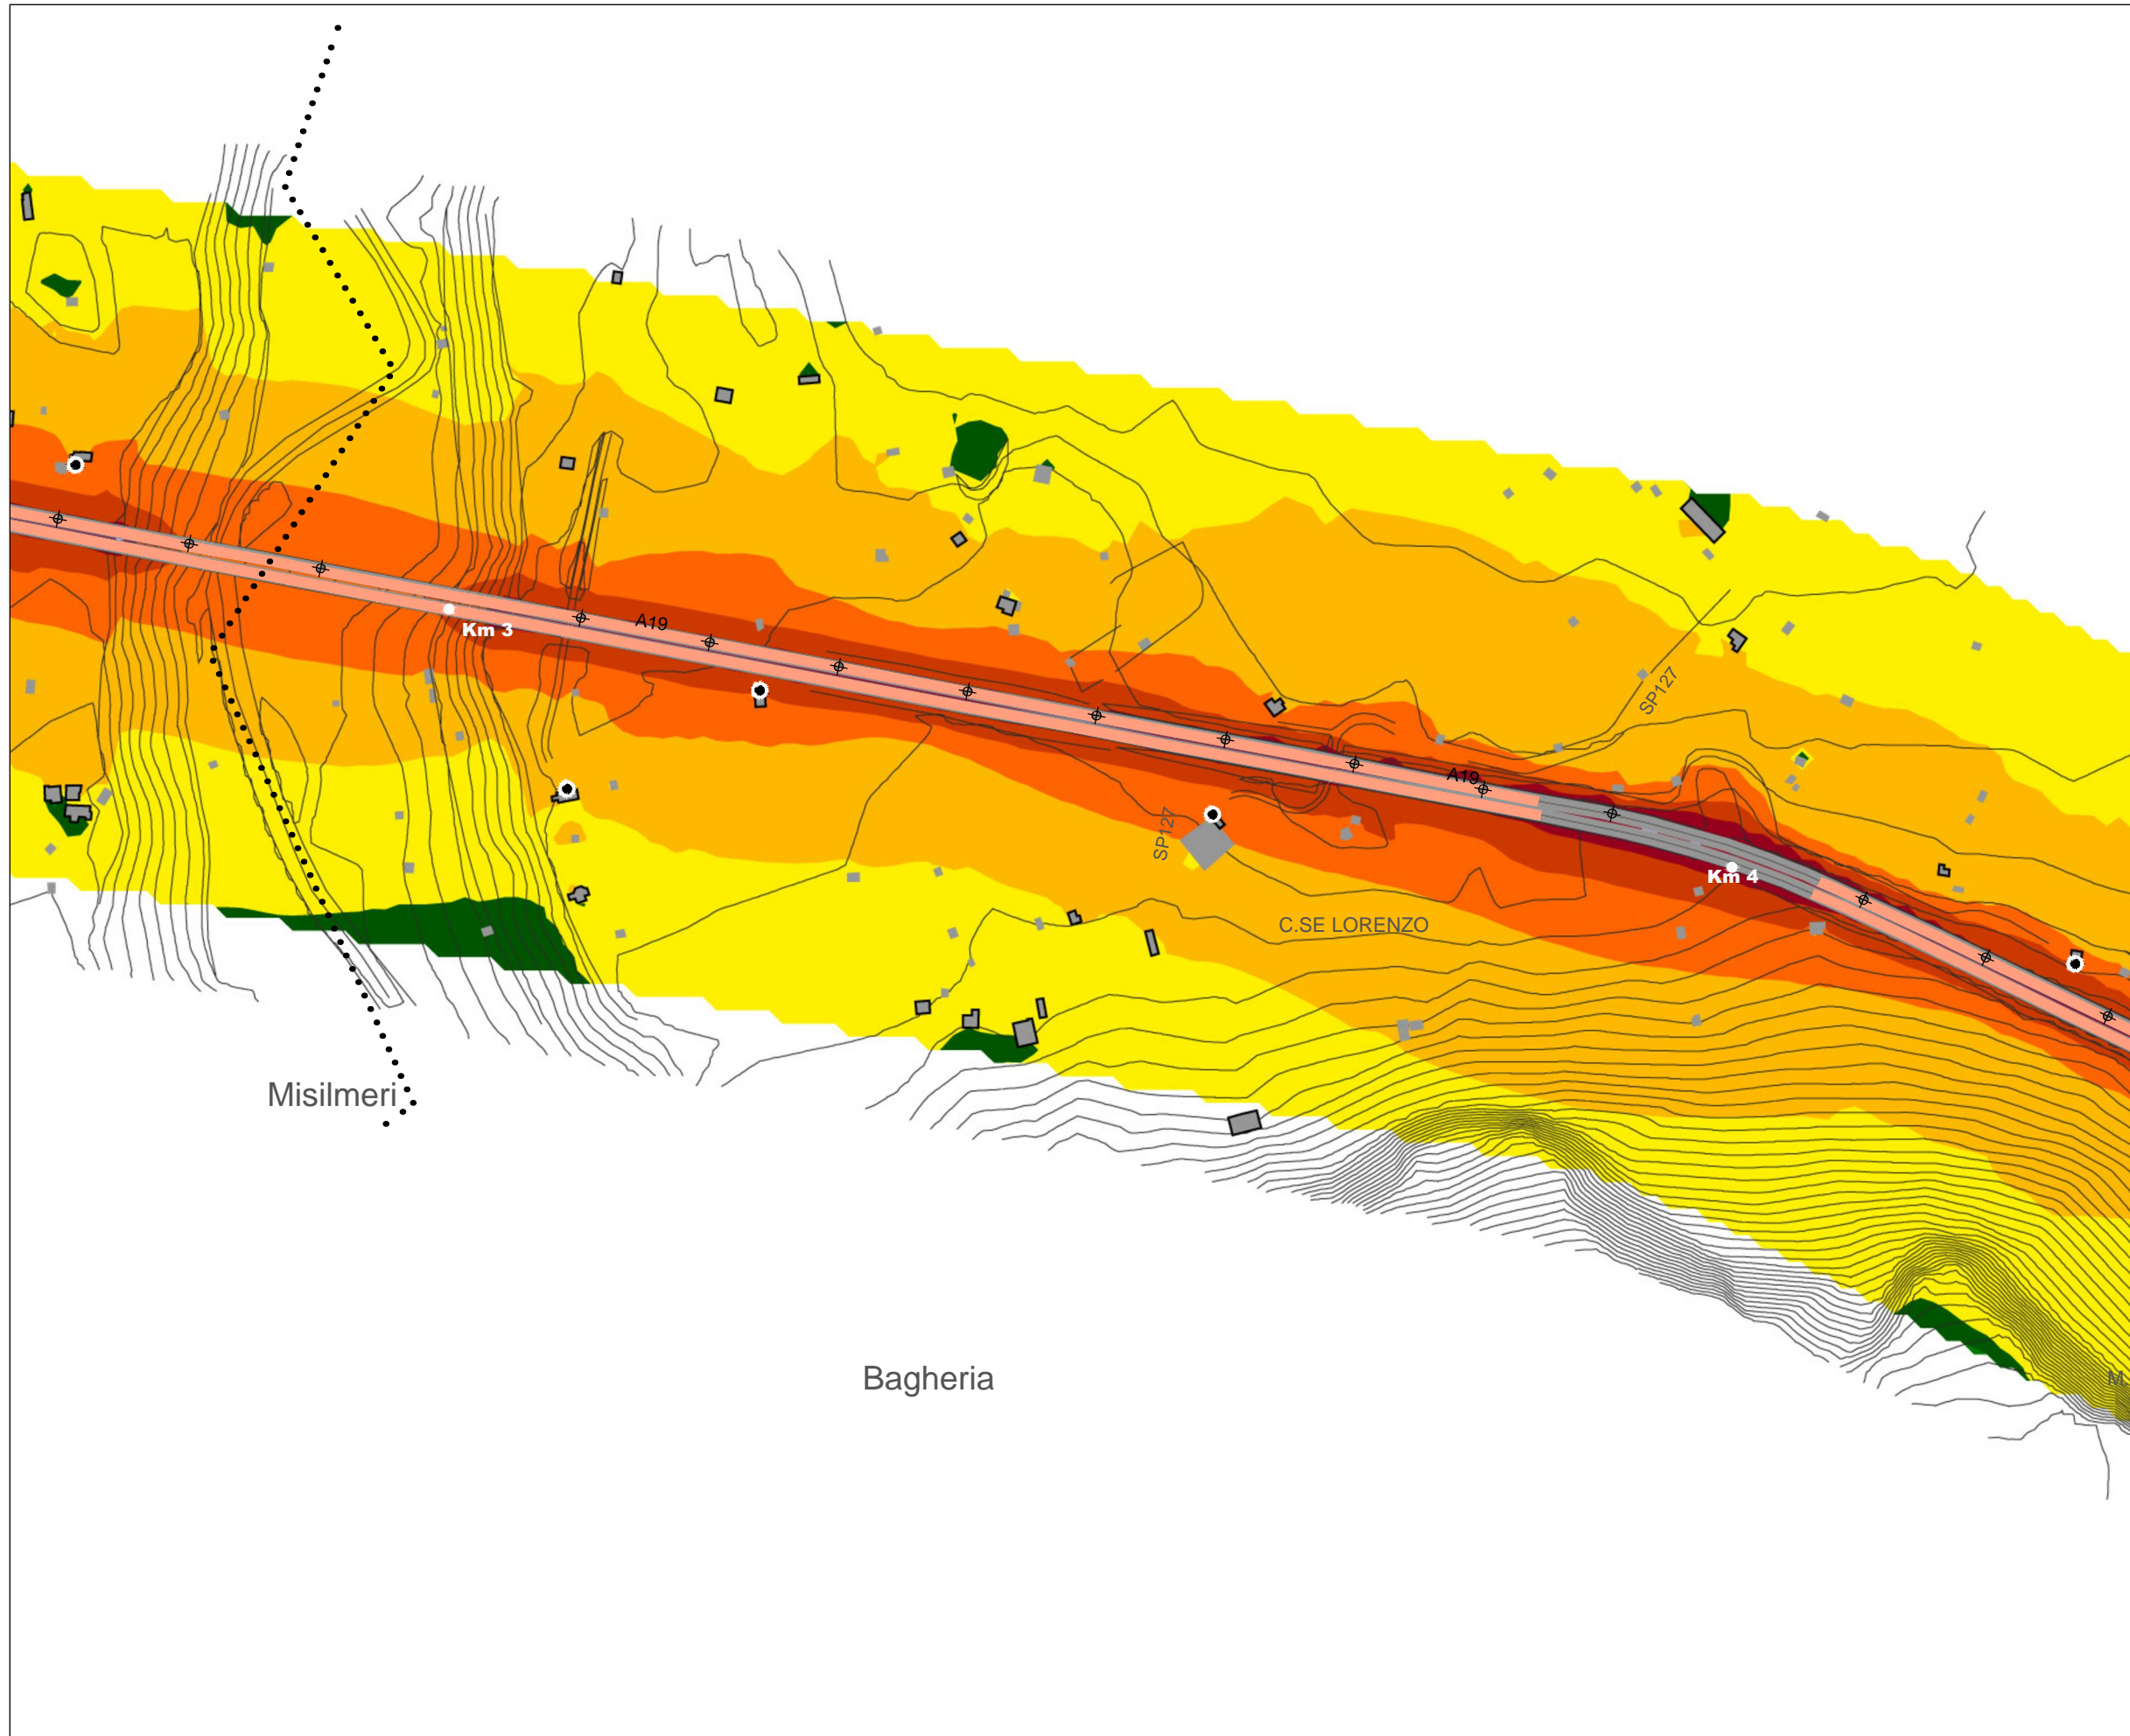 A19
Km 3
SP127
A19
SP127
Km 4
C.SE LORENZO
Misilmeri
Bagheria
M.